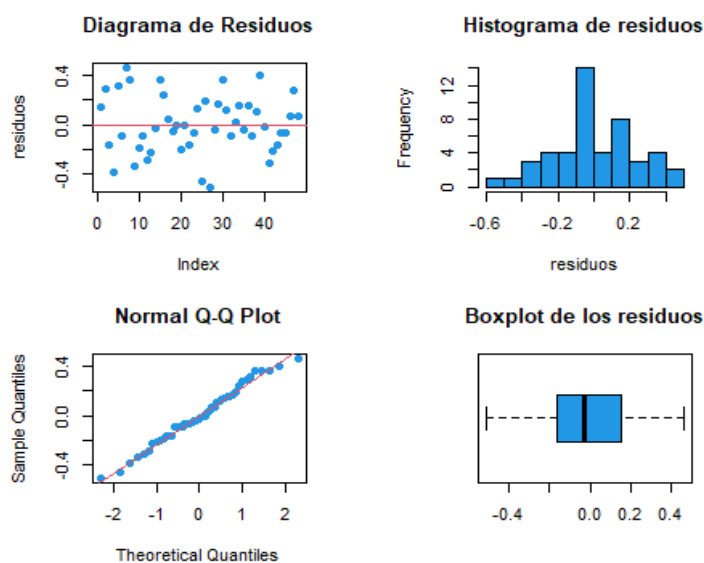 Diagrama de Residuos
residuos
0.4
0.0
-0.4
0 10 20 30 40
Index
Histograma de residuos
Frequency
12
8
4
0
-0.6 -0.2 0.2
residuos
Normal Q-Q Plot
Sample Quantiles
0.4
0.0
-0.4
-2 -1 0 1 2
Theoretical Quantiles
Boxplot de los residuos
-0.4 0.0 0.2 0.4